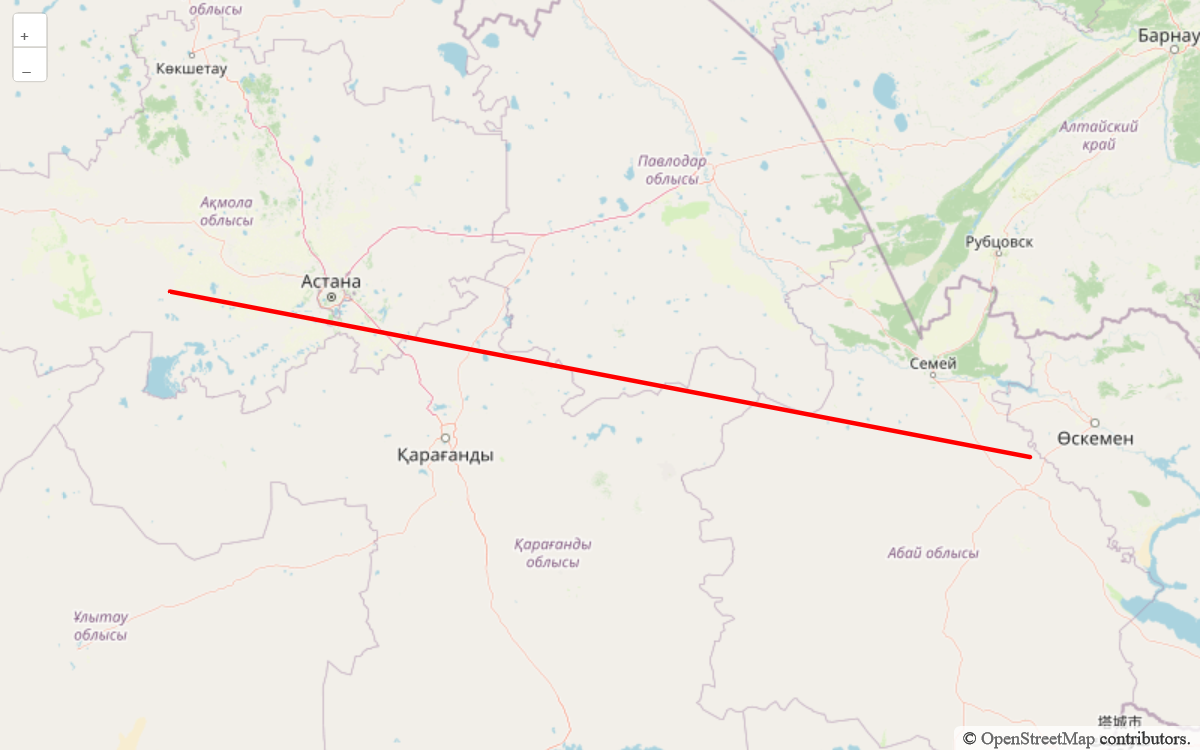 облысы
+
–
Көкшетау
Барнау
Алтайский
край
Павлодар
облысы
Ақмола
облысы
Рубцовск
Астана
Семей
Өскемен
Қарағанды
Қарағанды
облысы
Абай облысы
Ұлытау
облысы
塔城市
© OpenStreetMap contributors.